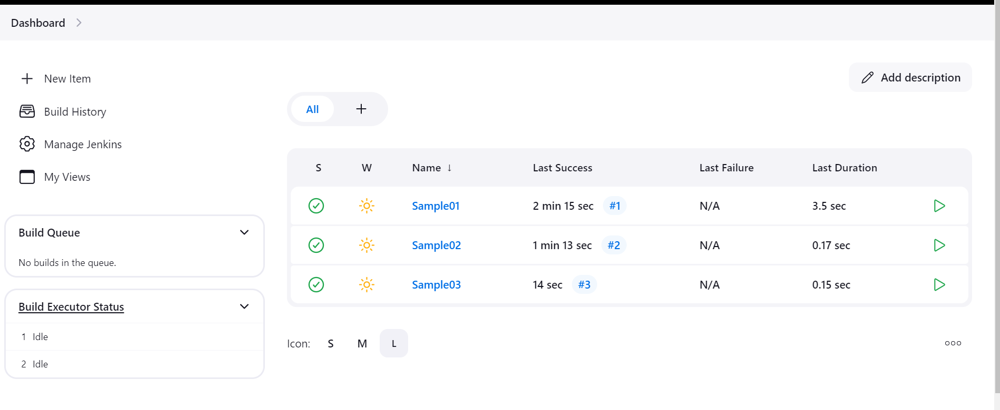 Dashboard
New Item
Build History
Manage Jenkins
My Views
Build Queue
No builds in the queue.
Build Executor Status
1 Idle
2 Idle
Add description
All
S W Name ↓ Last Success Last Failure Last Duration
Sample01 2 min 15 sec #1 N/A 3.5 sec
Sample02 1 min 13 sec #2 N/A 0.17 sec
Sample03 14 sec #3 N/A 0.15 sec
Icon: S M L